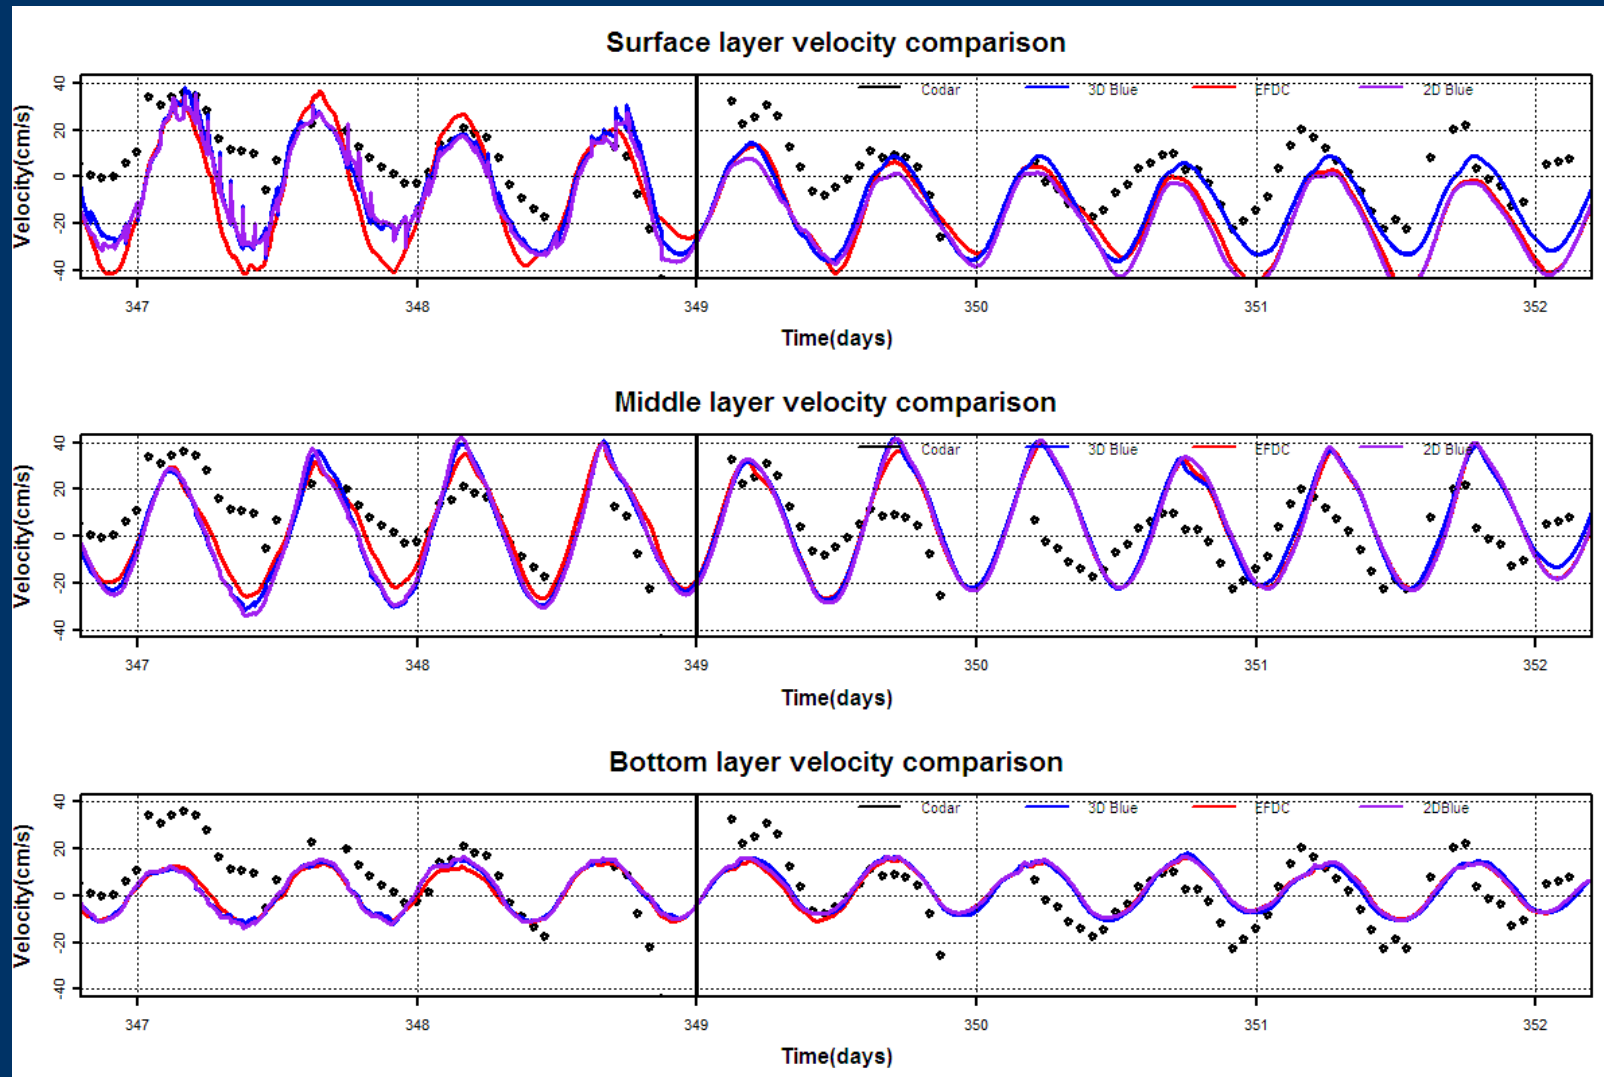 Surface layer velocity comparison
Velocity(cm/s)
40
20
0
20
40
Codar
3D Blue
EFDC
2D Blue
347
348
349
350
351
352
Time(days)
Middle layer velocity comparison
Velocity(cm/s)
40
20
0
-20
-40
Codar
3D Blue
EFDC
2D Blue
347
348
349
350
351
352
Time(days)
Bottom layer velocity comparison
Velocity(cm/s)
40
20
0
-20
-40
Codar
3D Blue
EFDC
2DBlue
347
348
349
350
351
352
Time(days)